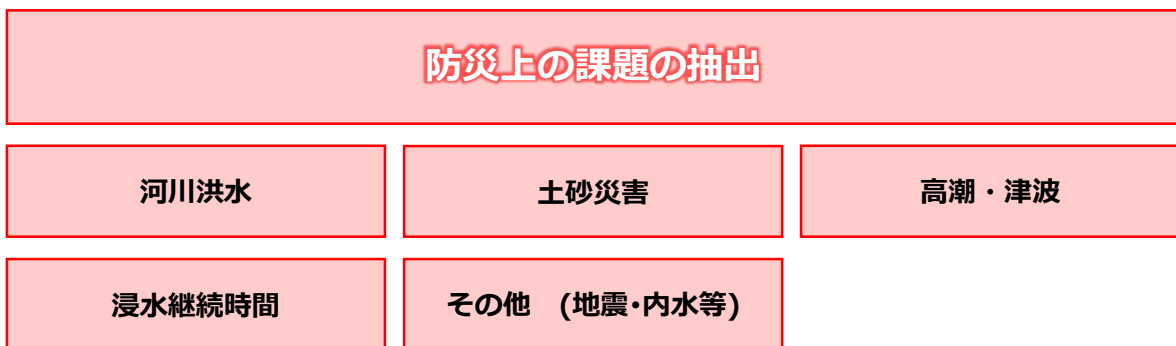 防災上の課題の抽出
河川洪水
土砂災害
高潮・津波
浸水継続時間
その他　(地震・内水等)